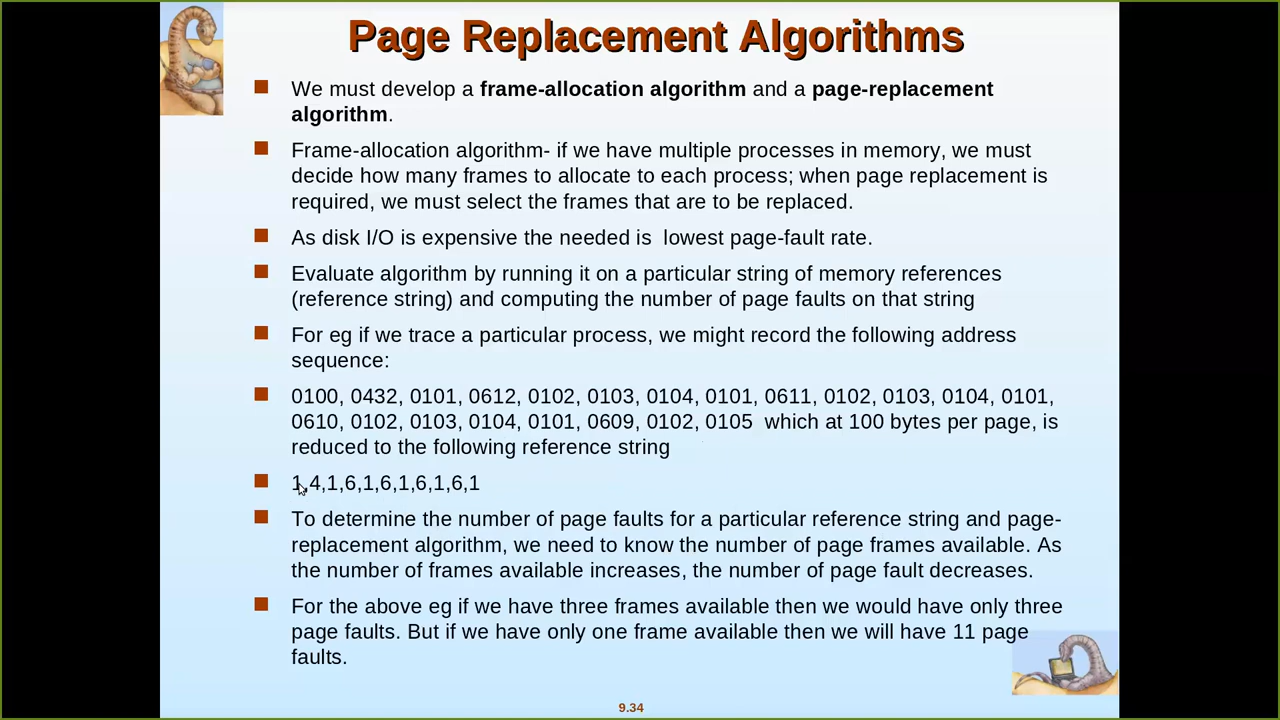 Page Replacement Algorithms
We must develop a frame-allocation algorithm and a page-replacement
algorithm.
Frame-allocation algorithm- if we have multiple processes in memory, we must
decide how many frames to allocate to each process; when page replacement is
required, we must select the frames that are to be replaced.
As disk I/O is expensive the needed is  lowest page-fault rate.
Evaluate algorithm by running it on a particular string of memory references
(reference string) and computing the number of page faults on that string
For eg if we trace a particular process, we might record the following address
sequence:
0100, 0432, 0101, 0612, 0102, 0103, 0104, 0101, 0611, 0102, 0103, 0104, 0101,
0610, 0102, 0103, 0104, 0101, 0609, 0102, 0105  which at 100 bytes per page, is
reduced to the following reference string
1,4,1,6,1,6,1,6,1,6,1
To determine the number of page faults for a particular reference string and page-
replacement algorithm, we need to know the number of page frames available. As
the number of frames available increases, the number of page fault decreases.
For the above eg if we have three frames available then we would have only three
page faults. But if we have only one frame available then we will have 11 page
faults.
9.34